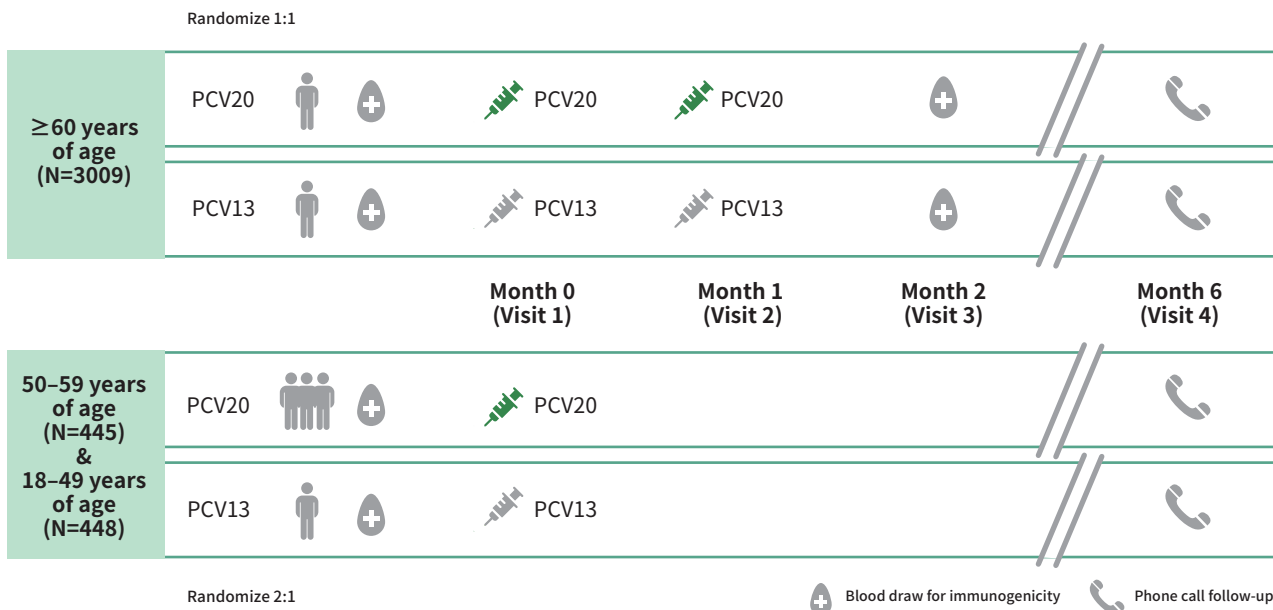 Randomize 1:1
≥60 years
of age
(N=3009)
PCV20
PCV20
PCV20
PCV13
PCV13
PCV13
Month 0
(Visit 1)
Month 1
(Visit 2)
Month 2
(Visit 3)
Month 6
(Visit 4)
50–59 years
of age
(N=445)
&
18–49 years
of age
(N=448)
PCV20
PCV20
PCV13
PCV13
Randomize 2:1
Blood draw for immunogenicity
Phone call follow-up